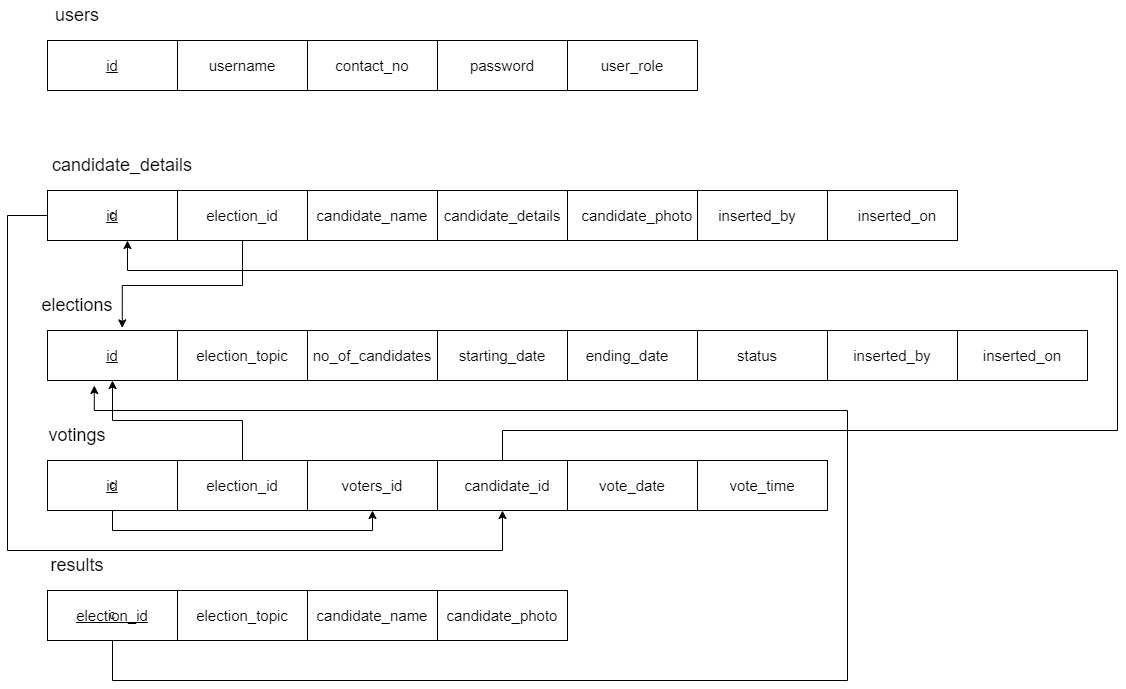 users
id username contact_no password user_role
candidate_details
id election_id candidate_name candidate_details candidate_photo inserted_by inserted_on
elections
id election_topic no_of_candidates starting_date ending_date status inserted_by inserted_on
votings
id election_id voters_id candidate_id vote_date vote_time
results
election_id election_topic candidate_name candidate_photo